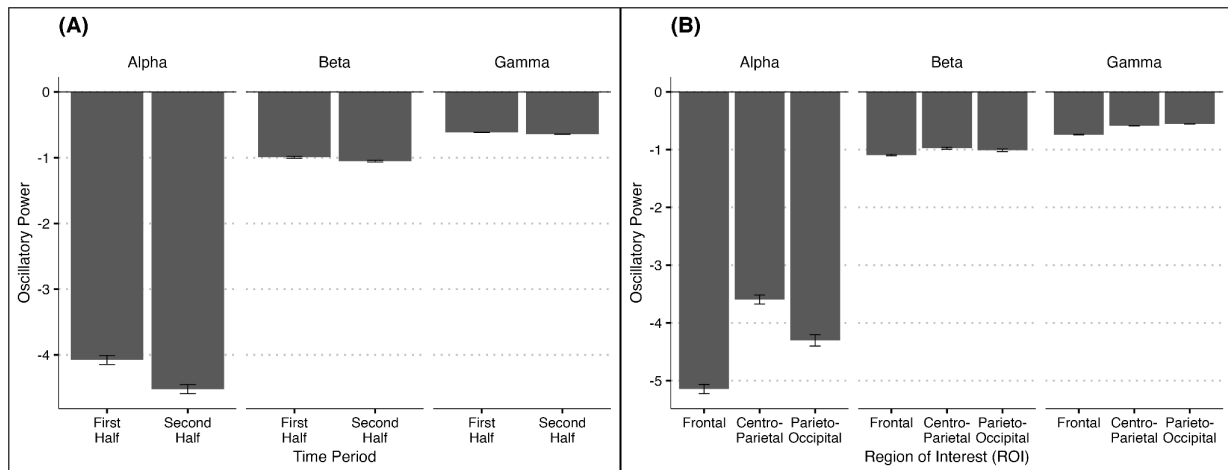 (A)
Alpha Beta Gamma
0
-1
-2
-3
-4
Oscillatory Power
First Half Second Half First Half Second Half First Half Second Half
Time Period
(B)
Alpha Beta Gamma
0
-1
-2
-3
-4
-5
Oscillatory Power
Frontal Centro-Parietal Parieto-Occipital Frontal Centro-Parietal Parieto-Occipital Frontal Centro-Parietal Parieto-Occipital
Region of Interest (ROI)